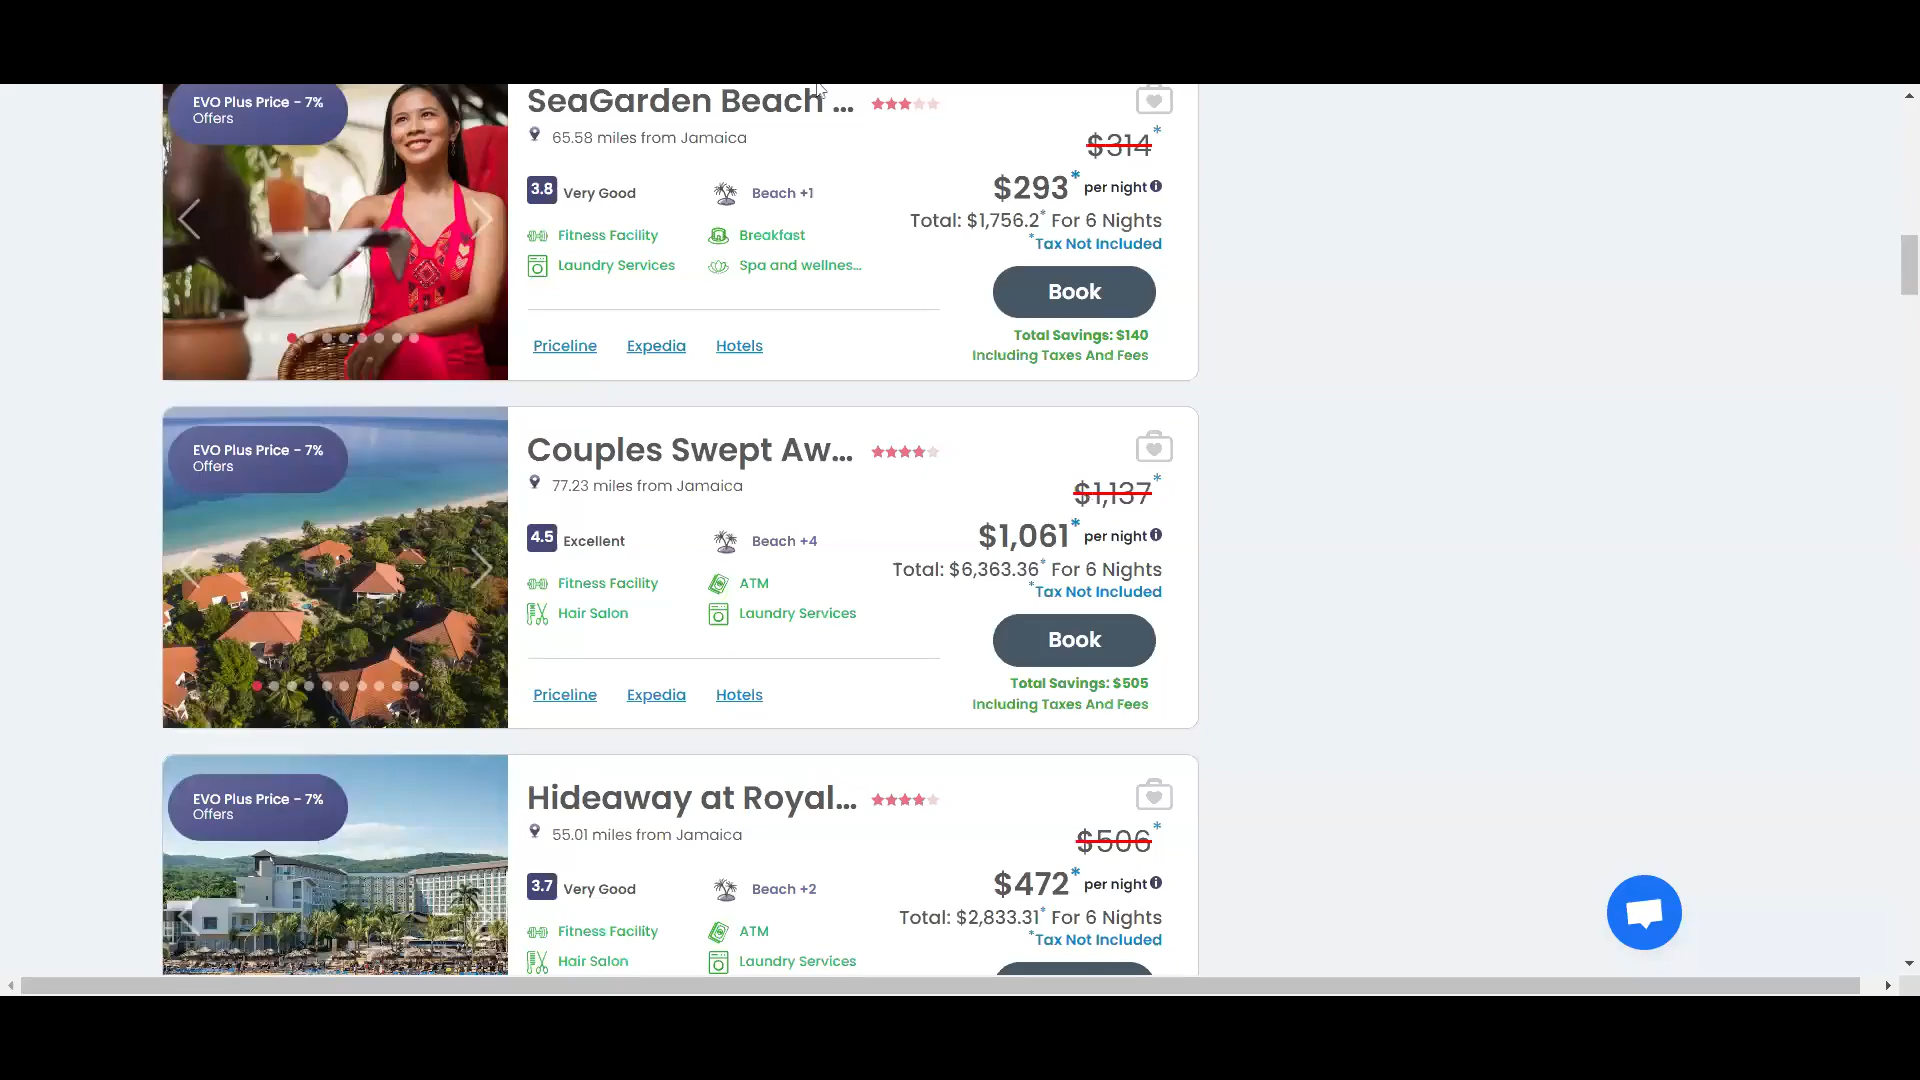 EVO Plus Price - 7%
Offers
SeaGarden Beach ...
65.58 miles from Jamaica
$314*
3.8 Very Good
Beach +1
$293* per night
Total: $1,756.2* For 6 Nights
*Tax Not Included
Fitness Facility
Breakfast
Laundry Services
Spa and wellnes...
Book
Total Savings: $140
Including Taxes And Fees
Priceline Expedia Hotels
EVO Plus Price - 7%
Offers
Couples Swept Aw...
77.23 miles from Jamaica
$1,137*
4.5 Excellent
Beach +4
$1,061* per night
Total: $6,363.36* For 6 Nights
*Tax Not Included
Fitness Facility
ATM
Hair Salon
Laundry Services
Book
Total Savings: $505
Including Taxes And Fees
Priceline Expedia Hotels
EVO Plus Price - 7%
Offers
Hideaway at Royal...
55.01 miles from Jamaica
$506*
3.7 Very Good
Beach +2
$472* per night
Total: $2,833.31* For 6 Nights
*Tax Not Included
Fitness Facility
ATM
Hair Salon
Laundry Services